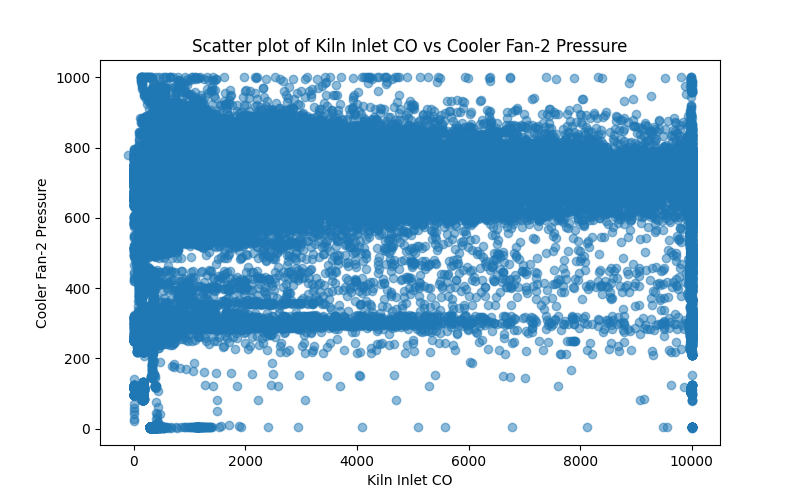 Scatter plot of Kiln Inlet CO vs Cooler Fan-2 Pressure
1000
800
600
400
200
0
Cooler Fan-2 Pressure
0 2000 4000 6000 8000 10000
Kiln Inlet CO